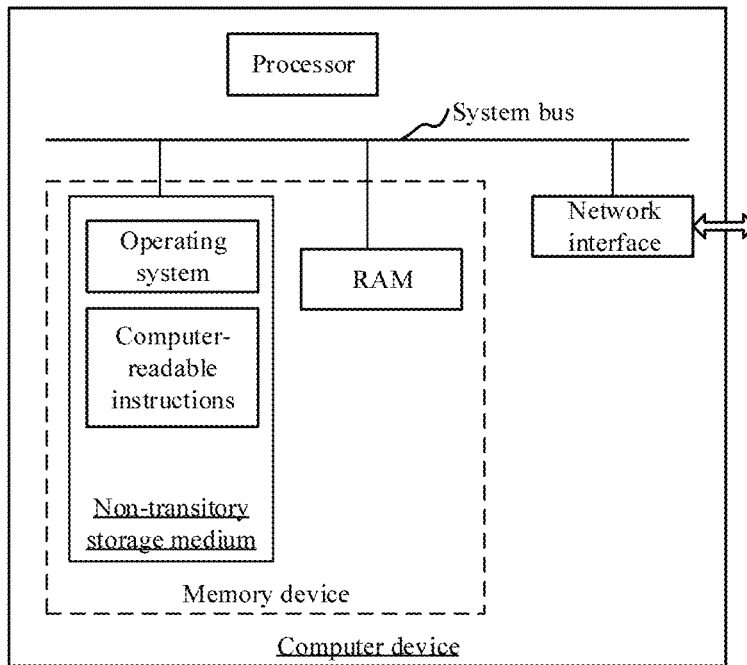 Processor
System bus
Operating
system
RAM
Network
interface
Computer-
readable
instructions
Non-transitory
storage medium
Memory device
Computer device